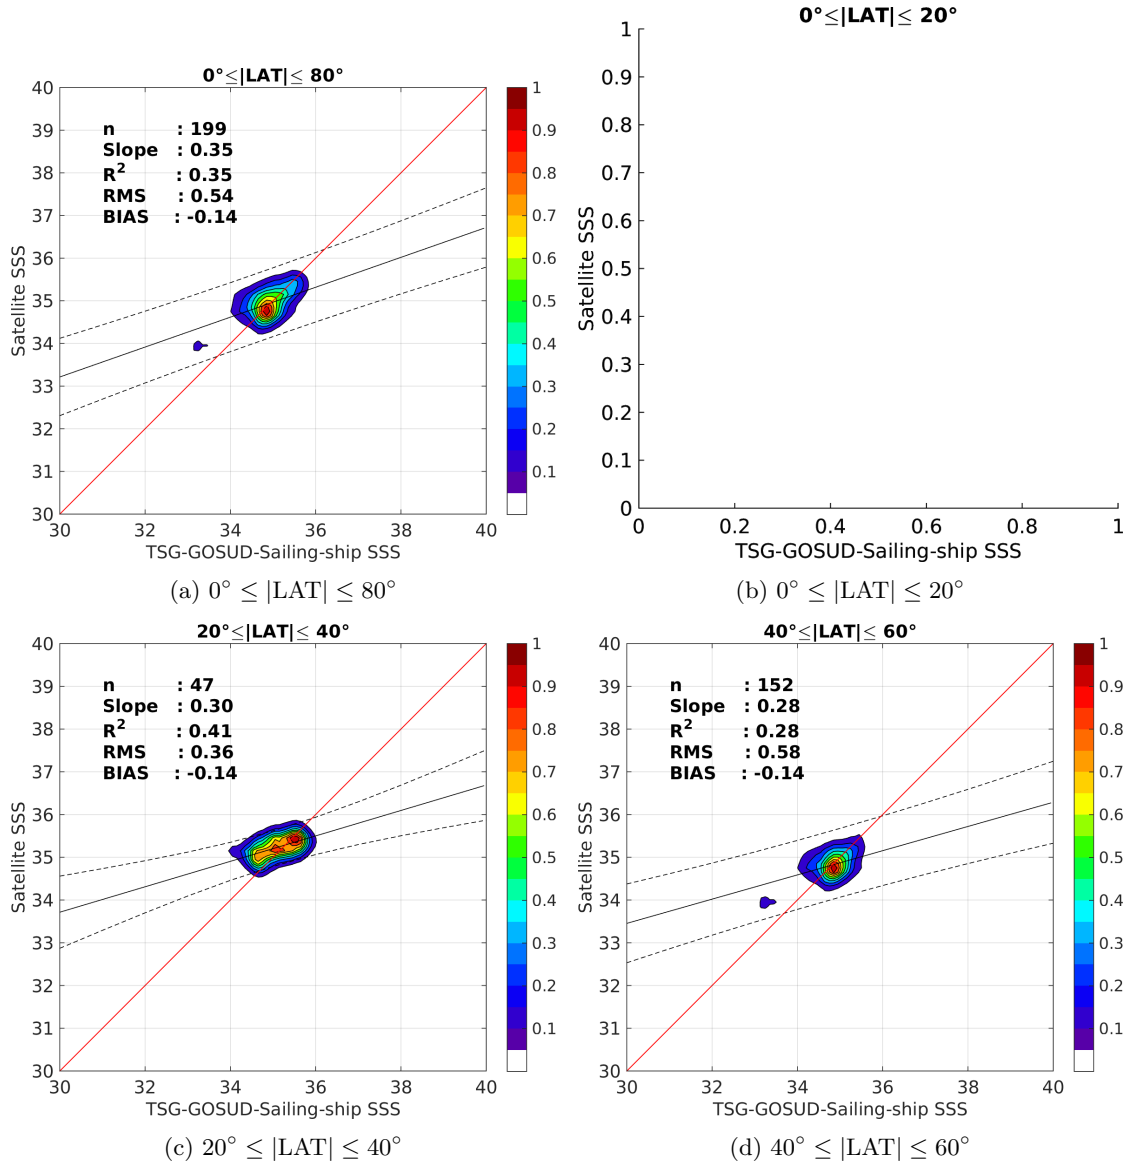 0°≤|LAT|≤ 80°
40
39
38
37
36
35
34
33
32
31
30
Satellite SSS
n : 199
Slope : 0.35
R² : 0.35
RMS : 0.54
BIAS : -0.14
30 32 34 36 38 40
TSG-GOSUD-Sailing-ship SSS
1
0.9
0.8
0.7
0.6
0.5
0.4
0.3
0.2
0.1
(a) 0° ≤ |LAT| ≤ 80°
0°≤|LAT|≤ 20°
1
0.9
0.8
0.7
0.6
0.5
0.4
0.3
0.2
0.1
0
Satellite SSS
0 0.2 0.4 0.6 0.8 1
TSG-GOSUD-Sailing-ship SSS
(b) 0° ≤ |LAT| ≤ 20°
20°≤|LAT|≤ 40°
40
39
38
37
36
35
34
33
32
31
30
Satellite SSS
n : 47
Slope : 0.30
R² : 0.41
RMS : 0.36
BIAS : -0.14
30 32 34 36 38 40
TSG-GOSUD-Sailing-ship SSS
1
0.9
0.8
0.7
0.6
0.5
0.4
0.3
0.2
0.1
(c) 20° ≤ |LAT| ≤ 40°
40°≤|LAT|≤ 60°
40
39
38
37
36
35
34
33
32
31
30
Satellite SSS
n : 152
Slope : 0.28
R² : 0.28
RMS : 0.58
BIAS : -0.14
30 32 34 36 38 40
TSG-GOSUD-Sailing-ship SSS
1
0.9
0.8
0.7
0.6
0.5
0.4
0.3
0.2
0.1
(d) 40° ≤ |LAT| ≤ 60°